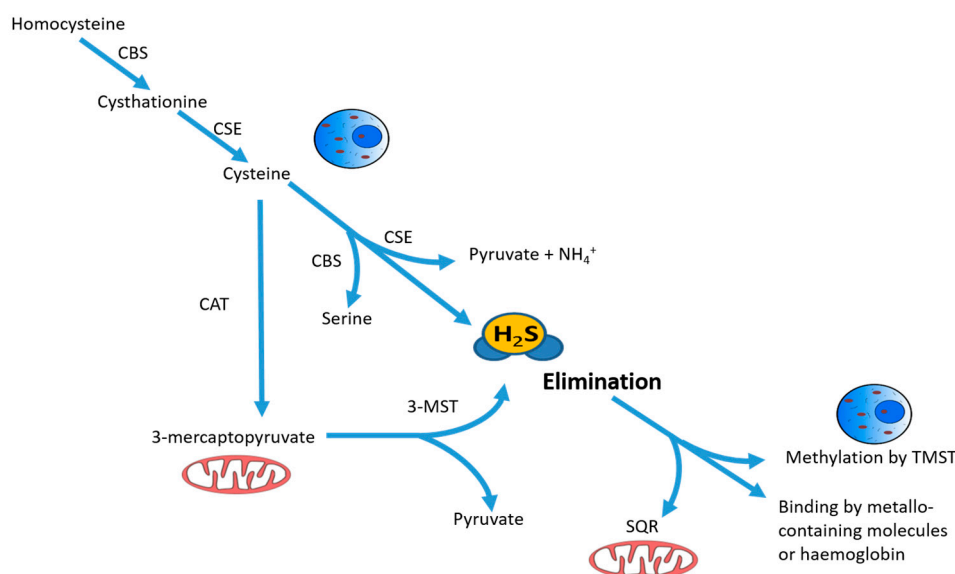 Homocysteine
CBS
Cysthationine
CSE
Cysteine
CSE
Pyruvate + NH₄⁺
CBS
CAT
Serine
H₂S
Elimination
3-MST
3-mercaptopyruvate
Methylation by TMST
Pyruvate
SQR
Binding by metallo-
containing molecules
or haemoglobin